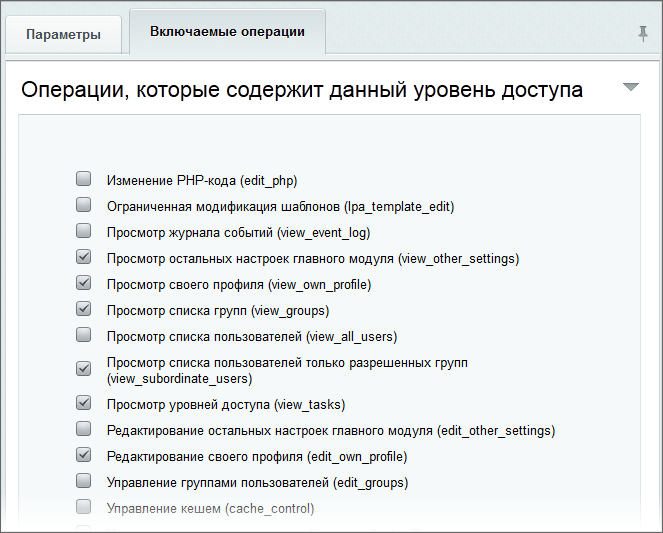 Параметры
Включаемые операции
Операции, которые содержит данный уровень доступа
Изменение PHP-кода (edit_php)
Ограниченная модификация шаблонов (lpa_template_edit)
Просмотр журнала событий (view_event_log)
Просмотр остальных настроек главного модуля (view_other_settings)
Просмотр своего профиля (view_own_profile)
Просмотр списка групп (view_groups)
Просмотр списка пользователей (view_all_users)
Просмотр списка пользователей только разрешенных групп
(view_subordinate_users)
Просмотр уровней доступа (view_tasks)
Редактирование остальных настроек главного модуля (edit_other_settings)
Редактирование своего профиля (edit_own_profile)
Управление группами пользователей (edit_groups)
Управление кешем (cache_control)